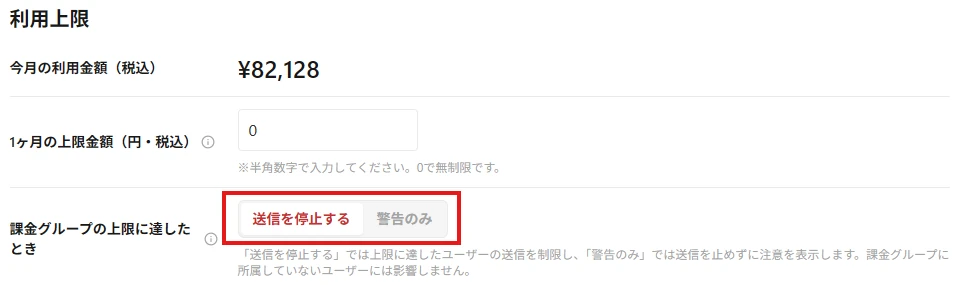 利用上限
今月の利用金額（税込）
¥82,128
1ヶ月の上限金額（円・税込）
0
※半角数字で入力してください。0で無制限です。
課金グループの上限に達した
とき
送信を停止する
警告のみ
「送信を停止する」では上限に達したユーザーの送信を制限し、「警告のみ」では送信を止めずに注意を表示します。課金グループに
所属していないユーザーには影響しません。